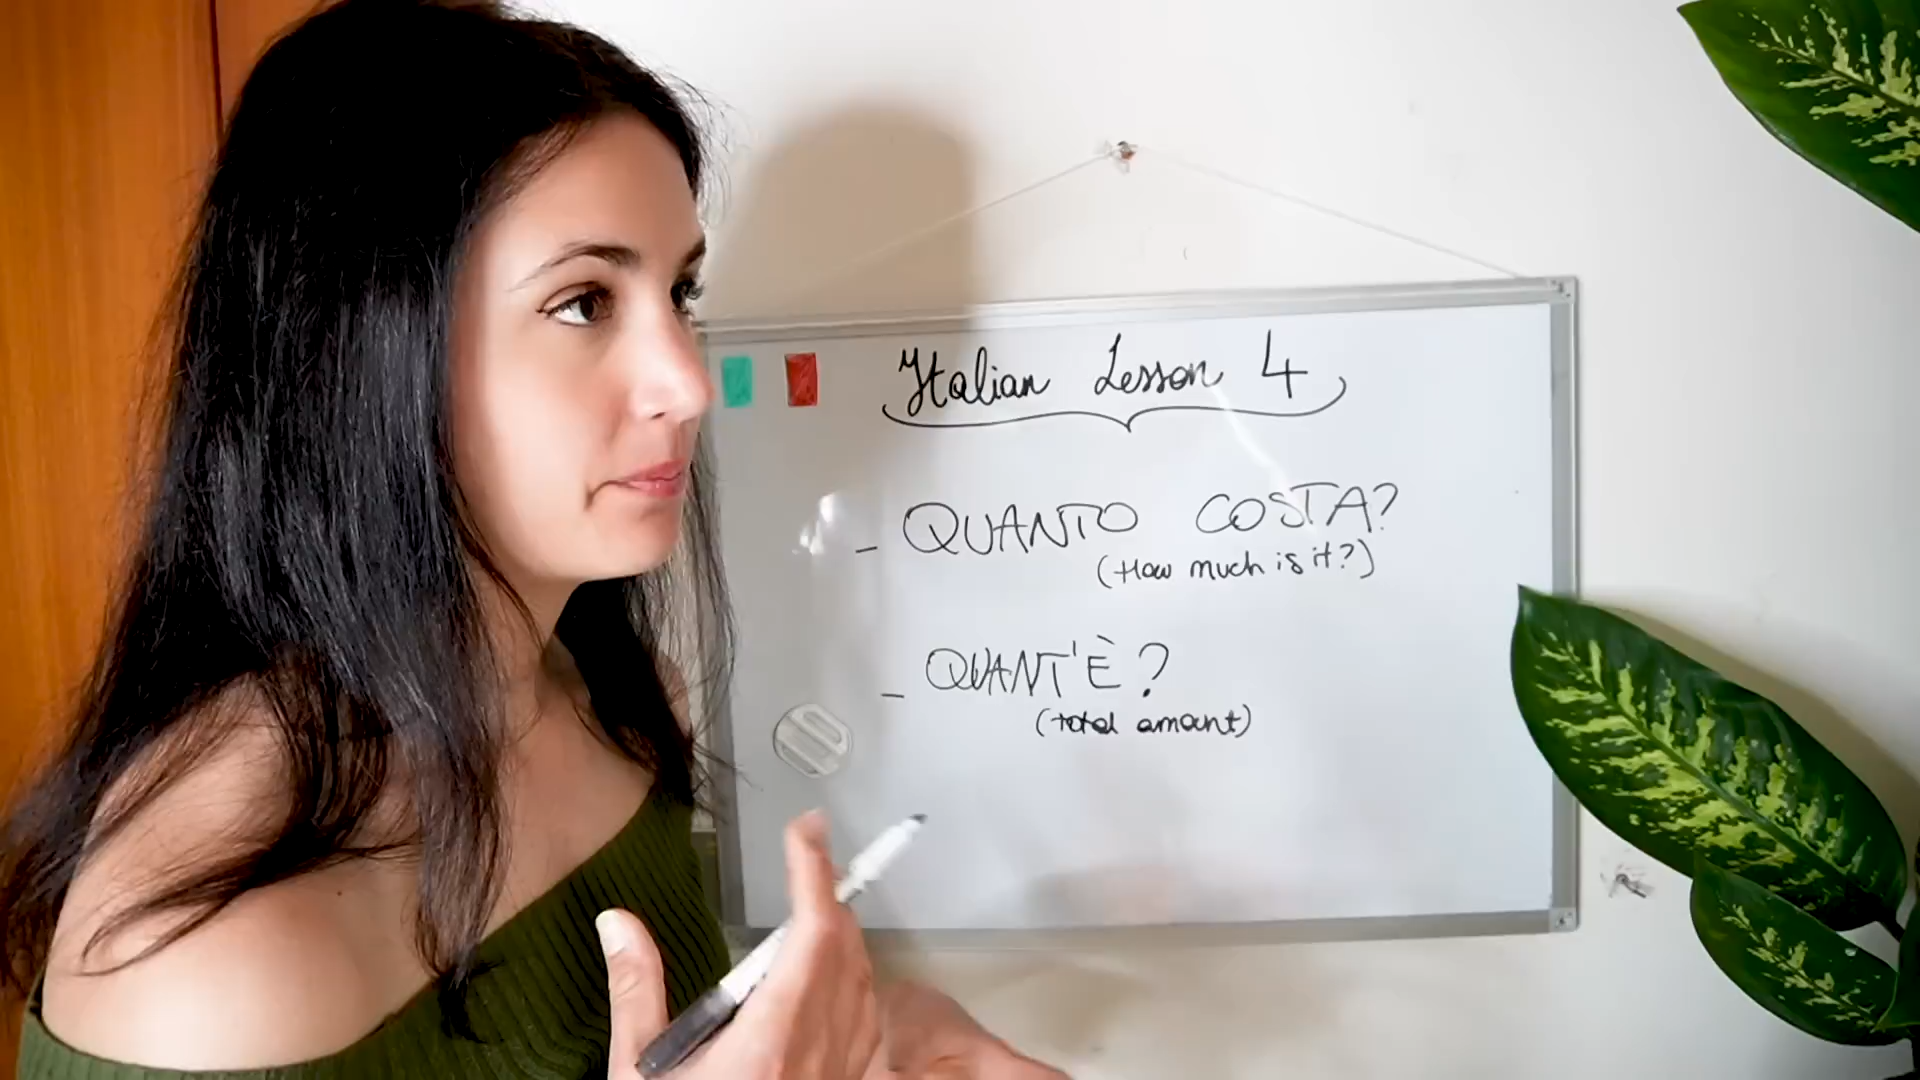 Italian Lesson 4
- QUANTO COSTA?
(How much is it?)
- QUANT'È?
(total amount)